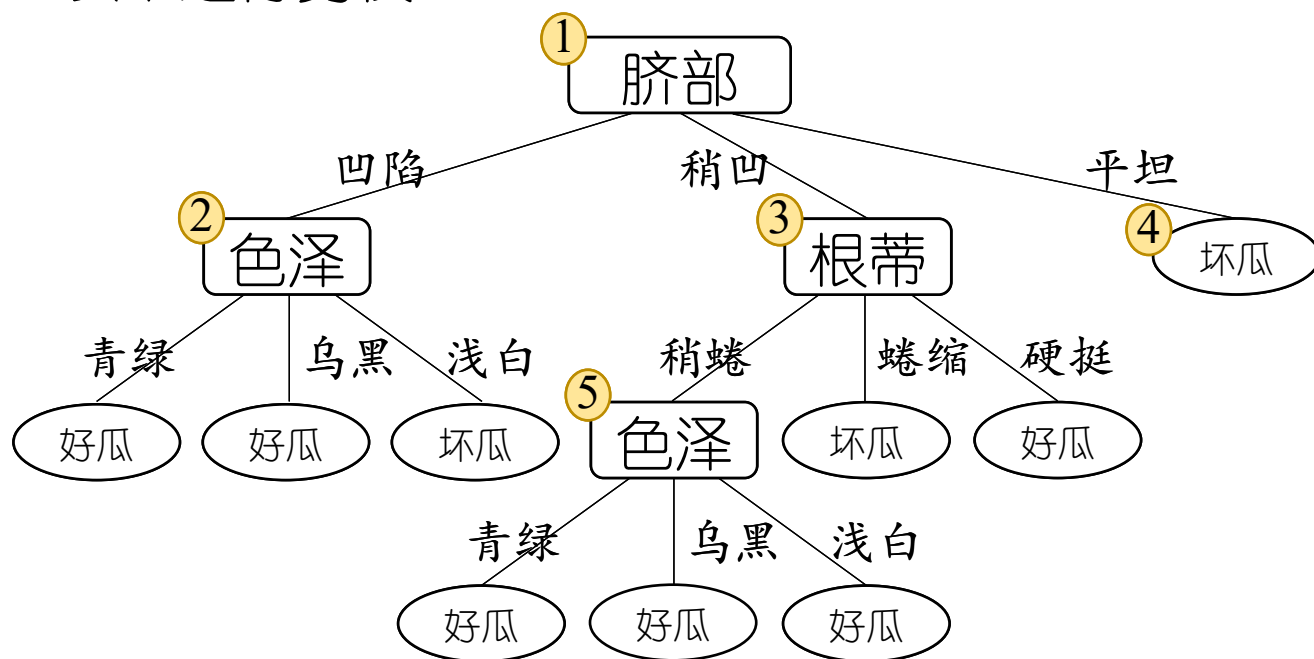 1
脐部
凹陷 稍凹 平坦
2 3 4
色泽 根蒂 坏瓜
青绿 乌黑 浅白 稍蜷 蜷缩 硬挺
5
好瓜 好瓜 坏瓜 色泽 坏瓜 好瓜
青绿 乌黑 浅白
好瓜 好瓜 好瓜